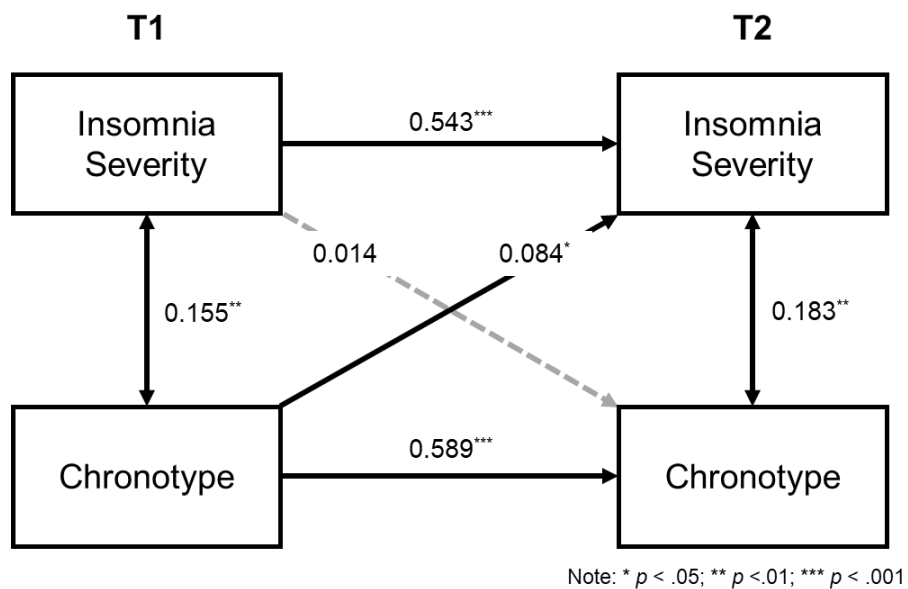 T1 T2
Insomnia
Severity
0.543***
Insomnia
Severity
0.014
0.084*
0.155**
0.183**
Chronotype
0.589***
Chronotype
Note: * p < .05; ** p <.01; *** p < .001